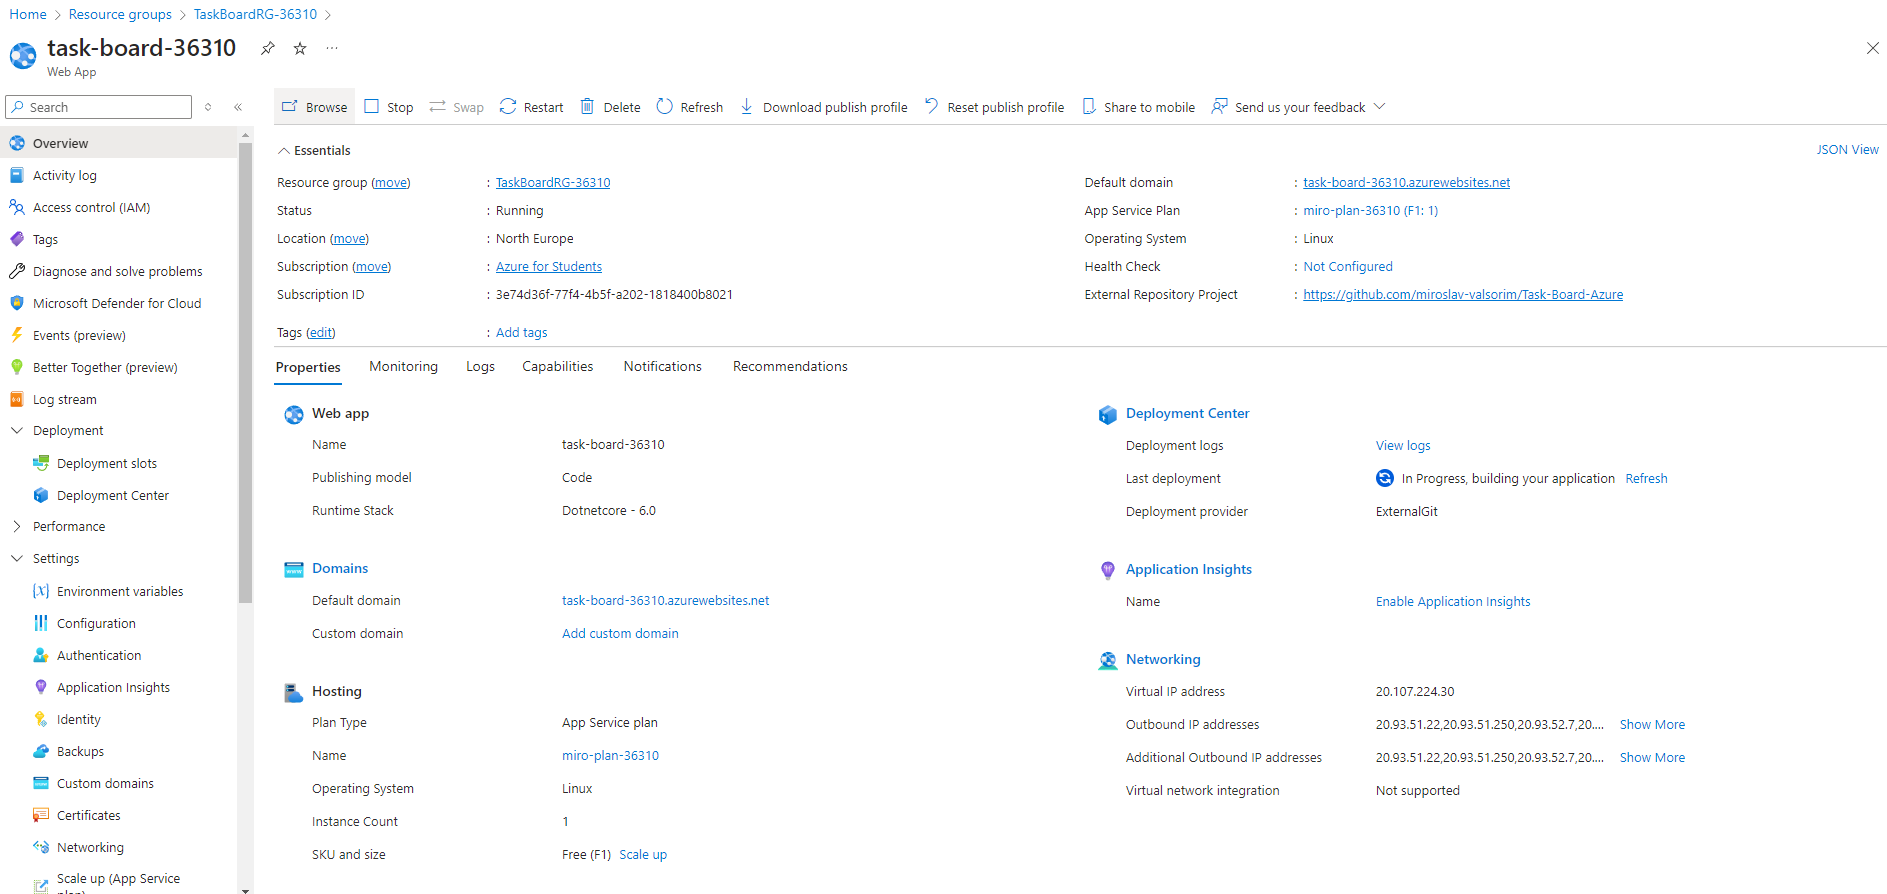 Home > Resource groups > TaskBoardRG-36310 >
task-board-36310
Web App
Search
Overview
Activity log
Access control (IAM)
Tags
Diagnose and solve problems
Microsoft Defender for Cloud
Events (preview)
Better Together (preview)
Log stream
Deployment
Deployment slots
Deployment Center
Performance
Settings
Environment variables
Configuration
Authentication
Application Insights
Identity
Backups
Custom domains
Certificates
Networking
Scale up (App Service
Browse Stop Swap Restart Delete Refresh Download publish profile Reset publish profile Share to mobile Send us your feedback
Essentials
JSON View
Resource group (move) : TaskBoardRG-36310
Status : Running
Location (move) : North Europe
Subscription (move) : Azure for Students
Subscription ID : 3e74d36f-77f4-4b5f-a202-1818400b8021
Tags (edit) : Add tags
Default domain : task-board-36310.azurewebsites.net
App Service Plan : miro-plan-36310 (F1: 1)
Operating System : Linux
Health Check : Not Configured
External Repository Project : https://github.com/miroslav-valsorim/Task-Board-Azure
Properties Monitoring Logs Capabilities Notifications Recommendations
Web app
Name task-board-36310
Publishing model Code
Runtime Stack Dotnetcore - 6.0
Domains
Default domain task-board-36310.azurewebsites.net
Custom domain Add custom domain
Hosting
Plan Type App Service plan
Name miro-plan-36310
Operating System Linux
Instance Count 1
SKU and size Free (F1) Scale up
Deployment Center
Deployment logs View logs
Last deployment In Progress, building your application Refresh
Deployment provider ExternalGit
Application Insights
Name Enable Application Insights
Networking
Virtual IP address 20.107.224.30
Outbound IP addresses 20.93.51.22,20.93.51.250,20.93.52.7,20.... Show More
Additional Outbound IP addresses 20.93.51.22,20.93.51.250,20.93.52.7,20.... Show More
Virtual network integration Not supported